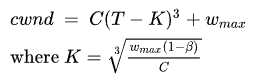 cwnd = C(T − K)³ + w_max
where K = ∛(w_max(1−β)/C)